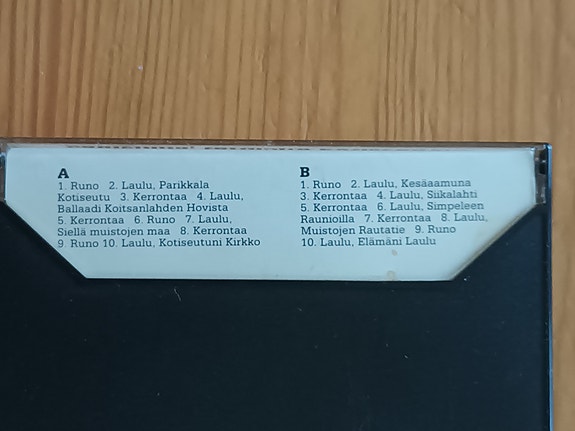 A
1. Runo 2. Laulu, Parikkala
Kotiseutu 3. Kerrontaa 4. Laulu,
Ballaadi Koitsanlahden Hovista
5. Kerrontaa 6. Runo 7. Laulu,
Siellä muistojen maa 8. Kerrontaa
9. Runo 10. Laulu, Kotiseutuni Kirkko
B
1. Runo 2. Laulu, Kesäaamuna
3. Kerrontaa 4. Laulu, Siikalahti
5. Kerrontaa 6. Laulu, Simpeleen
Raunioilla 7. Kerrontaa 8. Laulu,
Muistojen Rautatie 9. Runo
10. Laulu, Elämäni Laulu